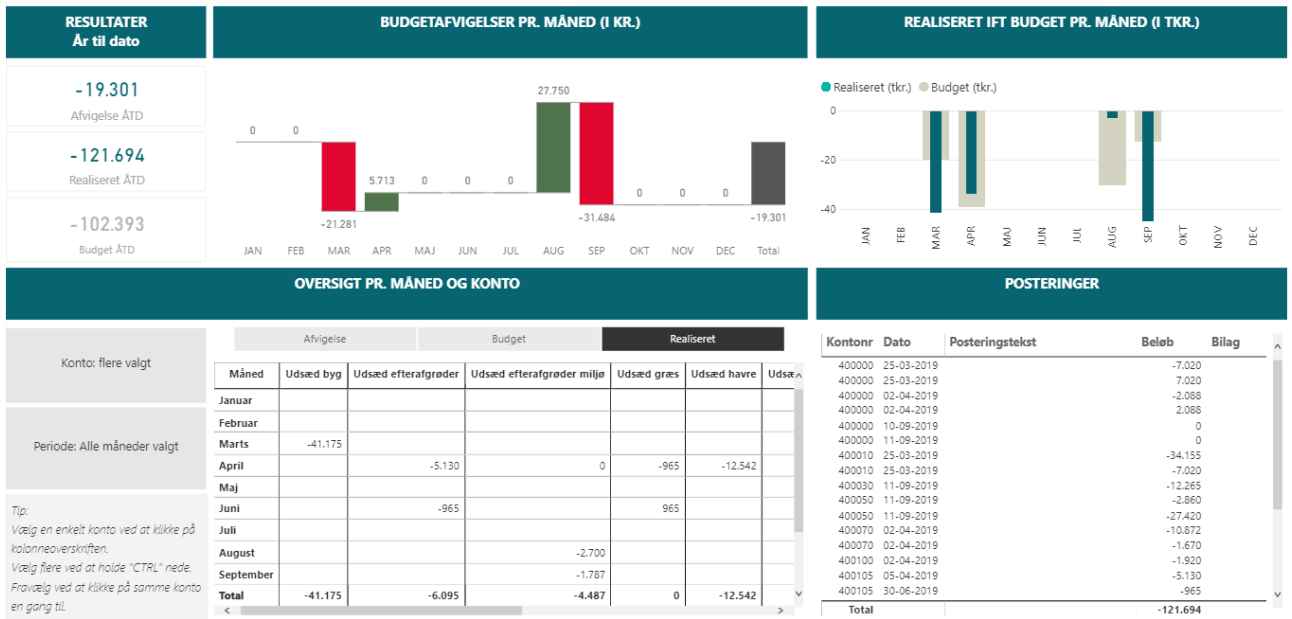 RESULTATER
År til dato
-19.301
Afvigelse ÅTD
-121.694
Realiseret ÅTD
-102.393
Budget ÅTD
BUDGETAFVIGELSER PR. MÅNED (I KR.)
0 0 -21.281 5.713 0 0 0 27.750 -31.484 0 0 0 -19.301
JAN FEB MAR APR MAJ JUN JUL AUG SEP OKT NOV DEC Total
REALISERET IFT BUDGET PR. MÅNED (I TKR.)
Realiseret (tkr.) Budget (tkr.)
0
-20
-40
JAN FEB MAR APR MAJ JUN JUL AUG SEP OKT NOV DEC
OVERSIGT PR. MÅNED OG KONTO
Konto: flere valgt
Periode: Alle måneder valgt
Tip:
Vælg en enkelt konto ved at klikke på
kolonneoverskriften.
Vælg flere ved at holde "CTRL" nede.
Fravælg ved at klikke på samme konto
en gang til.
Afvigelse Budget Realiseret
Måned Udsæd byg Udsæd efterafgrøder Udsæd efterafgrøder miljø Udsæd græs Udsæd havre Udsæ
Januar
Februar
Marts -41.175
April -5.130 0 -965 -12.542
Maj
Juni -965 965
Juli
August -2.700
September -1.787
Total -41.175 -6.095 -4.487 0 -12.542
POSTERINGER
Kontonr Dato Posteringstekst Beløb Bilag
400000 25-03-2019 -7.020
400000 25-03-2019 7.020
400000 02-04-2019 -2.088
400000 02-04-2019 2.088
400000 10-09-2019 0
400000 11-09-2019 0
400010 25-03-2019 -34.155
400010 25-03-2019 -7.020
400030 11-09-2019 -12.265
400050 11-09-2019 -2.860
400050 11-09-2019 -27.420
400070 02-04-2019 -10.872
400070 02-04-2019 -1.670
400100 02-04-2019 -1.920
400105 05-04-2019 -5.130
400105 30-06-2019 -965
Total -121.694